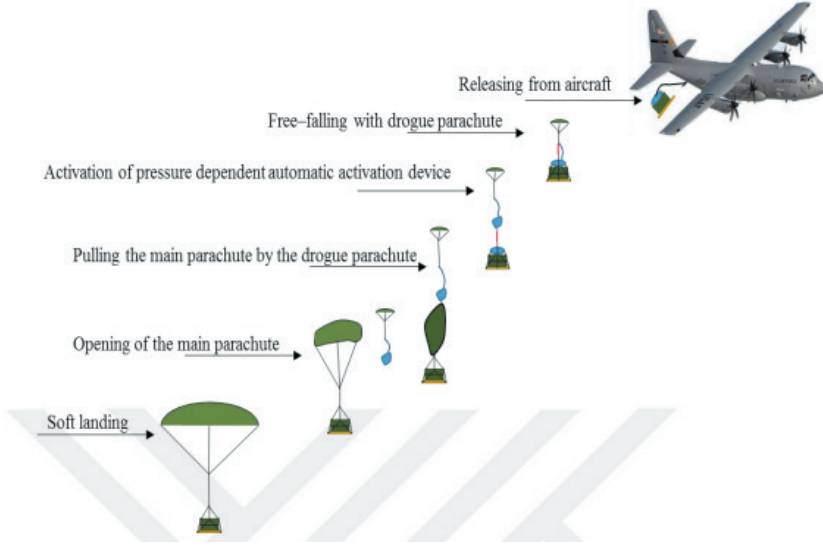 Releasing from aircraft
Free–falling with drogue parachute
Activation of pressure dependent automatic activation device
Pulling the main parachute by the drogue parachute
Opening of the main parachute
Soft landing